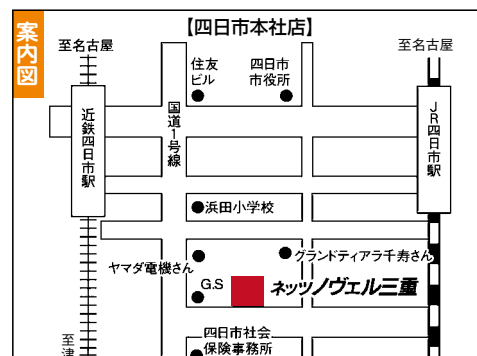 案内図
【四日市本社店】
至名古屋
至名古屋
住友
ビル
四日市
市役所
国道1号線
近鉄四日市駅
JR四日市駅
浜田小学校
ヤマダ電機さん
グランドティアラ千寿さん
G.S
ネッツノヴェル三重
四日市社会
保険事務所
至津